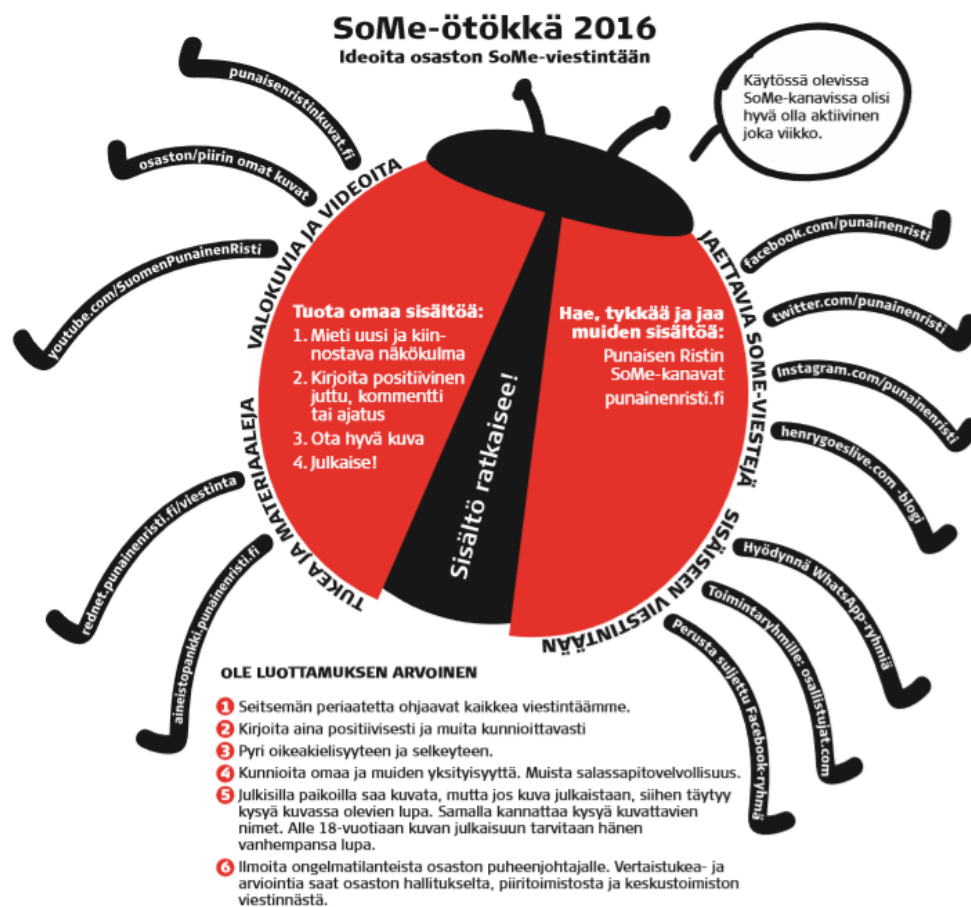 SoMe-ötökkä 2016
Ideoita osaston SoMe-viestintään
Käytössä olevissa
SoMe-kanavissa olisi
hyvä olla aktiivinen
joka viikko.
VALOKUVIA JA VIDEOITA
punaisenristinkuvat.fi
osaston/piirin omat kuvat
youtube.com/SuomenPunainenRisti
TUKEA JA MATERIAALEJA
rednet.punainenristi.fi/viestinta
aineistopankki.punainenristi.fi
Tuota omaa sisältöä:
1. Mieti uusi ja kiin-
nostava näkökulma
2. Kirjoita positiivinen
juttu, kommentti
tai ajatus
3. Ota hyvä kuva
4. Julkaise!
Sisältö ratkaisee!
Hae, tykkää ja jaa
muiden sisältöä:
Punaisen Ristin
SoMe-kanavat
punainenristi.fi
JAETTAVIA SOME-VIESTEJÄ
facebook.com/punainenristi
twitter.com/punainenristi
Instagram.com/punainenristi
henrygoeslive.com -blogi
SISÄISEEN VIESTINTÄÄN
Hyödynnä WhatsApp-ryhmiä
Toimintaryhmille: osallistujat.com
Perusta suljettu Facebook-ryhmä
OLE LUOTTAMUKSEN ARVOINEN
1 Seitsemän periaatetta ohjaavat kaikkea viestintäämme.
2 Kirjoita aina positiivisesti ja muita kunnioittavasti
3 Pyri oikeakielisyyteen ja selkeyteen.
4 Kunnioita omaa ja muiden yksityisyyttä. Muista salassapitovelvollisuus.
5 Julkisilla paikoilla saa kuvata, mutta jos kuva julkaistaan, siihen täytyy
kysyä kuvassa olevien lupa. Samalla kannattaa kysyä kuvattavien
nimet. Alle 18-vuotiaan kuvan julkaisuun tarvitaan hänen
vanhempansa lupa.
6 Ilmoita ongelmatilanteista osaston puheenjohtajalle. Vertaistukea- ja
arviointia saat osaston hallitukselta, piiritoimistosta ja keskustoimiston
viestinnästä.